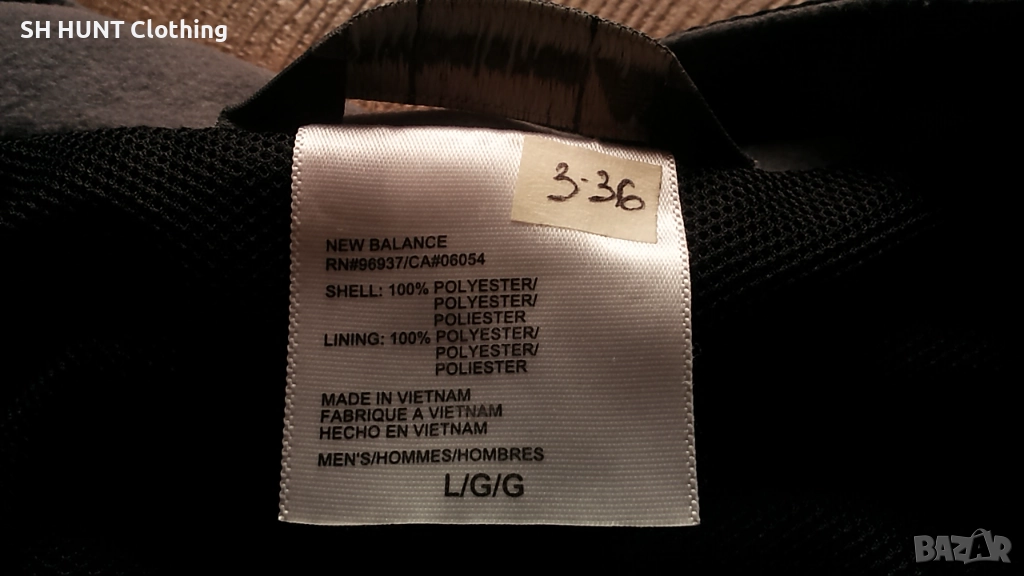 SH HUNT Clothing
3-36
NEW BALANCE
RN#96937/CA#06054
SHELL: 100% POLYESTER/
POLYESTER/
POLIESTER
LINING: 100% POLYESTER/
POLYESTER/
POLIESTER
MADE IN VIETNAM
FABRIQUE A VIETNAM
HECHO EN VIETNAM
MEN'S/HOMMES/HOMBRES
L/G/G
BAZAR